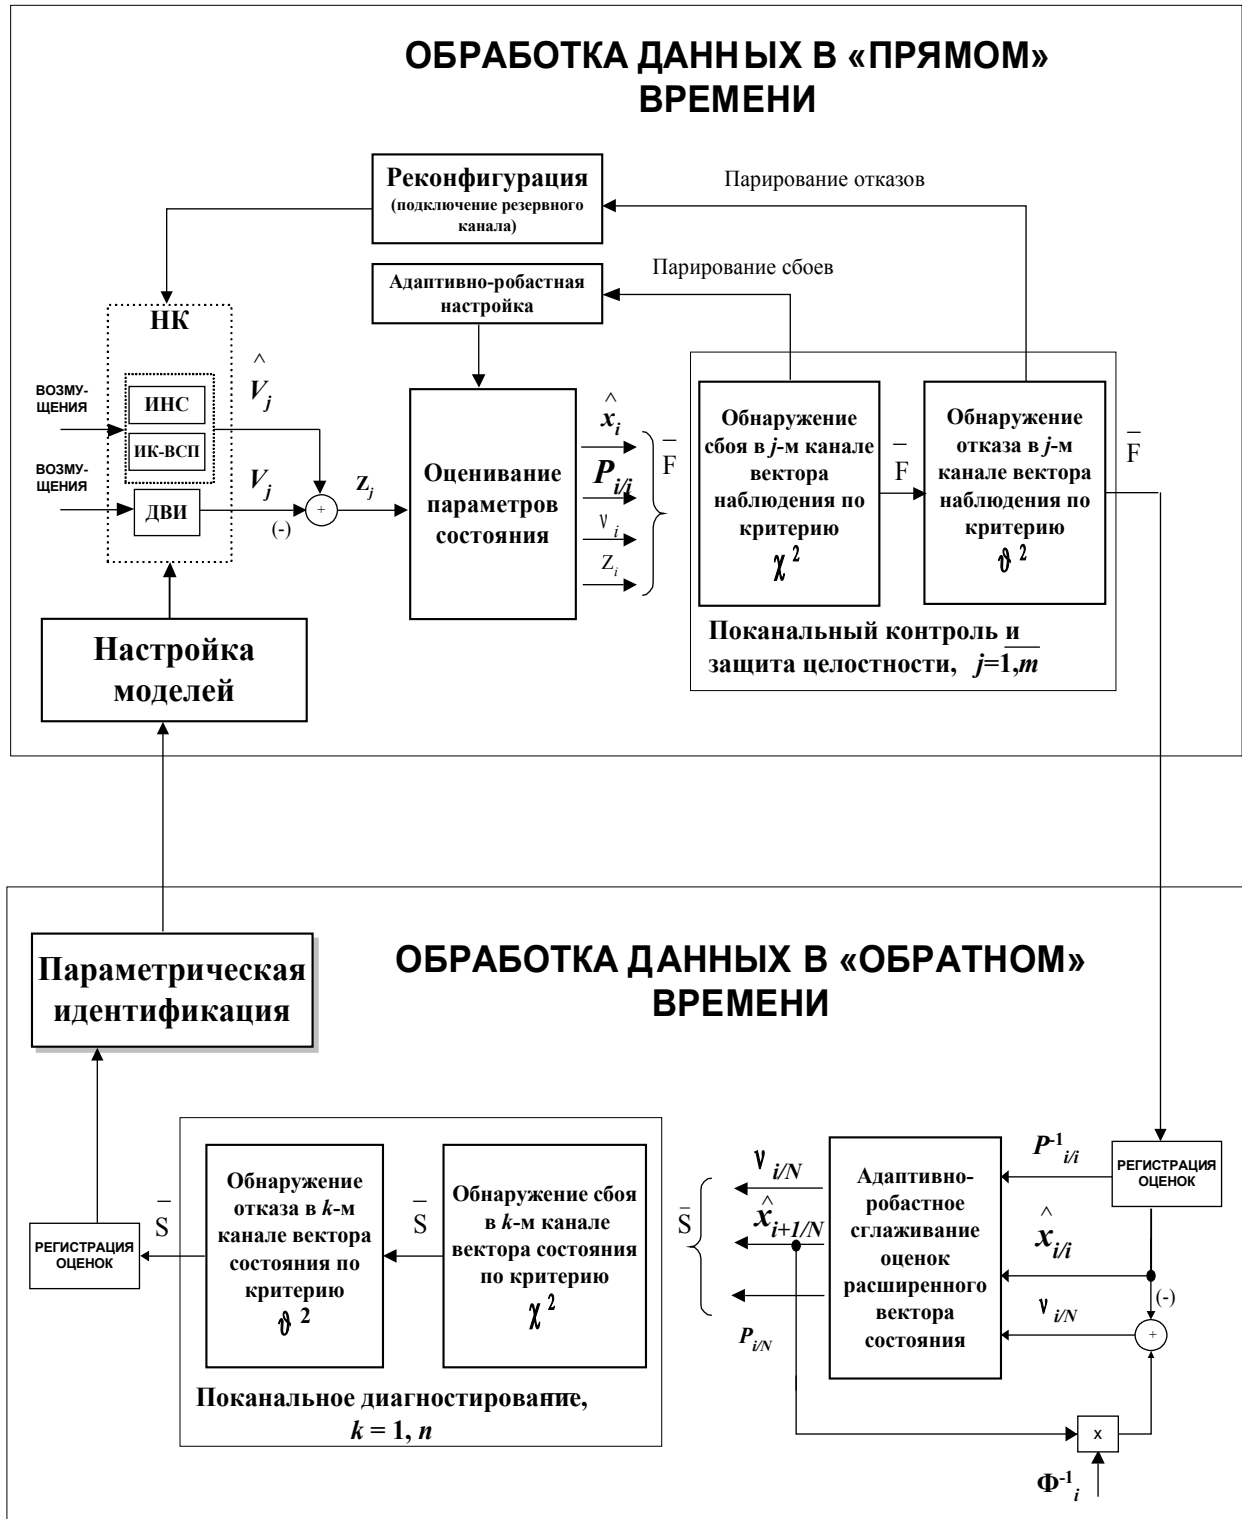 ОБРАБОТКА ДАННЫХ В «ПРЯМОМ»
ВРЕМЕНИ
Реконфигурация
(подключение резервного
канала)
Парирование отказов
Адаптивно-робастная
настройка
Парирование сбоев
НК
ВОЗМУ-
ЩЕНИЯ
ИНС
ИК-ВСП
ВОЗМУ-
ЩЕНИЯ
ДВИ
V̂j
Vj
(-)
+
Zj
Оценивание
параметров
состояния
x̂i
Pi/i
νi
Zi
F̅
Обнаружение
сбоя в j-м канале
вектора
наблюдения по
критерию
χ²
F̅
Обнаружение
отказа в j-м
канале вектора
наблюдения по
критерию
ϑ²
F̅
Поканальный контроль и
защита целостности, j=1,m
Настройка
моделей
ОБРАБОТКА ДАННЫХ В «ОБРАТНОМ»
ВРЕМЕНИ
Параметрическая
идентификация
РЕГИСТРАЦИЯ
ОЦЕНОК
S̅
Обнаружение
отказа в k-м
канале вектора
состояния по
критерию
ϑ²
S̅
Обнаружение сбоя
в k-м канале
вектора состояния
по критерию
χ²
Поканальное диагностирование,
k = 1, n
S̅
νi/N
x̂i+1/N
Pi/N
Адаптивно-
робастное
сглаживание
оценок
расширенного
вектора
состояния
P⁻¹i/i
x̂i/i
νi/N
РЕГИСТРАЦИЯ
ОЦЕНОК
(-)
+
x
Φ⁻¹i